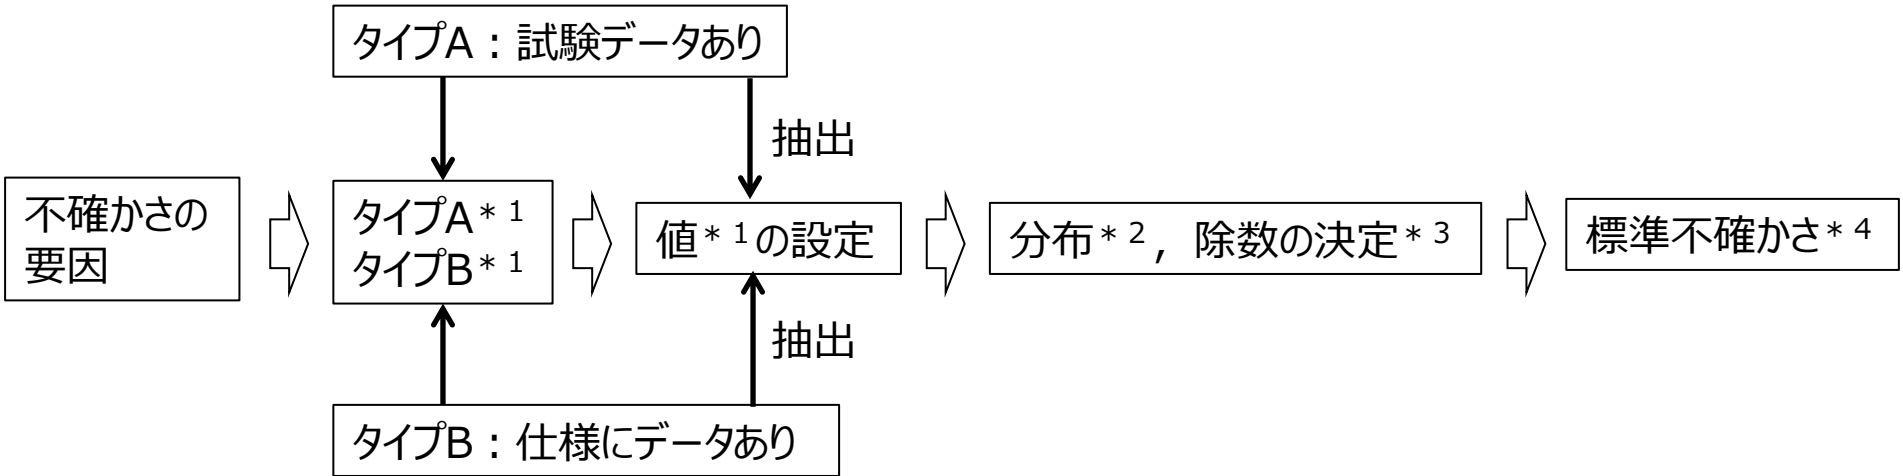 タイプA：試験データあり
抽出
不確かさの
要因
タイプA＊1
タイプB＊1
値＊1の設定
分布＊2，除数の決定＊3
標準不確かさ＊4
抽出
タイプB：仕様にデータあり